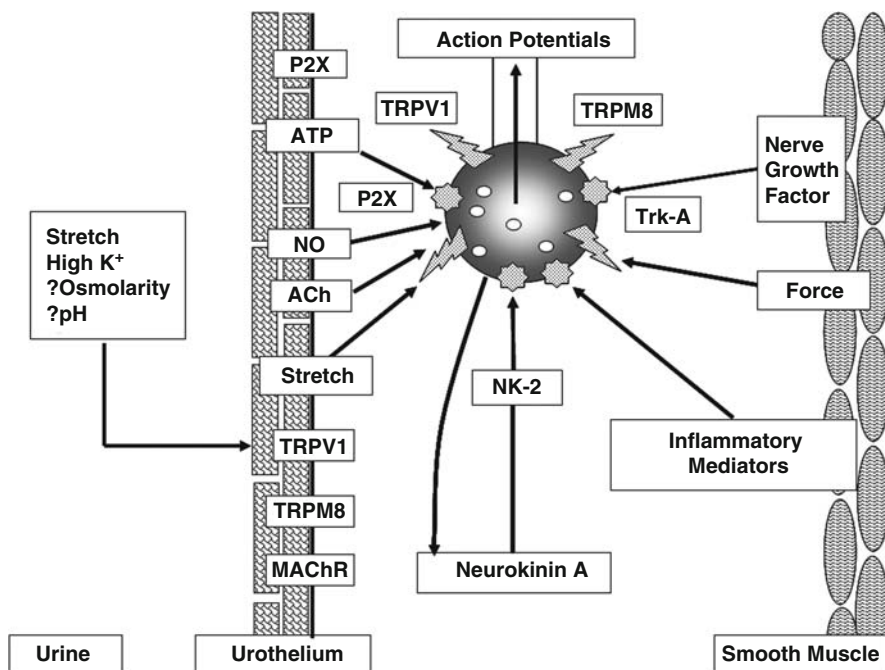 Action Potentials
P2X
TRPV1
TRPM8
ATP
Nerve
Growth
Factor
P2X
Trk-A
Stretch
High K⁺
?Osmolarity
?pH
NO
ACh
Force
Stretch
NK-2
TRPV1
Inflammatory
Mediators
TRPM8
MAChR
Neurokinin A
Urine
Urothelium
Smooth Muscle